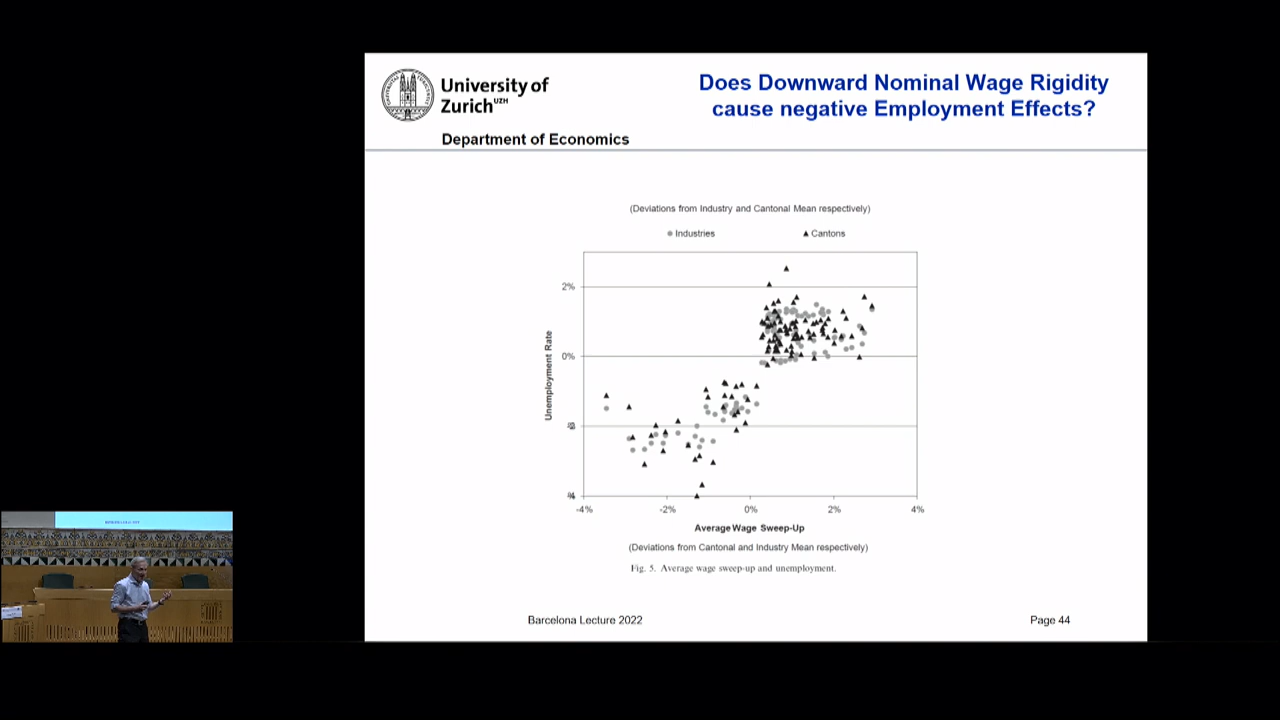 University of
Zurich UZH
Department of Economics
Does Downward Nominal Wage Rigidity
cause negative Employment Effects?
(Deviations from Industry and Cantonal Mean respectively)
Industries
Cantons
2%
0%
Unemployment Rate
-4%
-2%
0%
2%
4%
Average Wage Sweep-Up
(Deviations from Cantonal and Industry Mean respectively)
Fig. 5. Average wage sweep-up and unemployment.
Barcelona Lecture 2022
Page 44